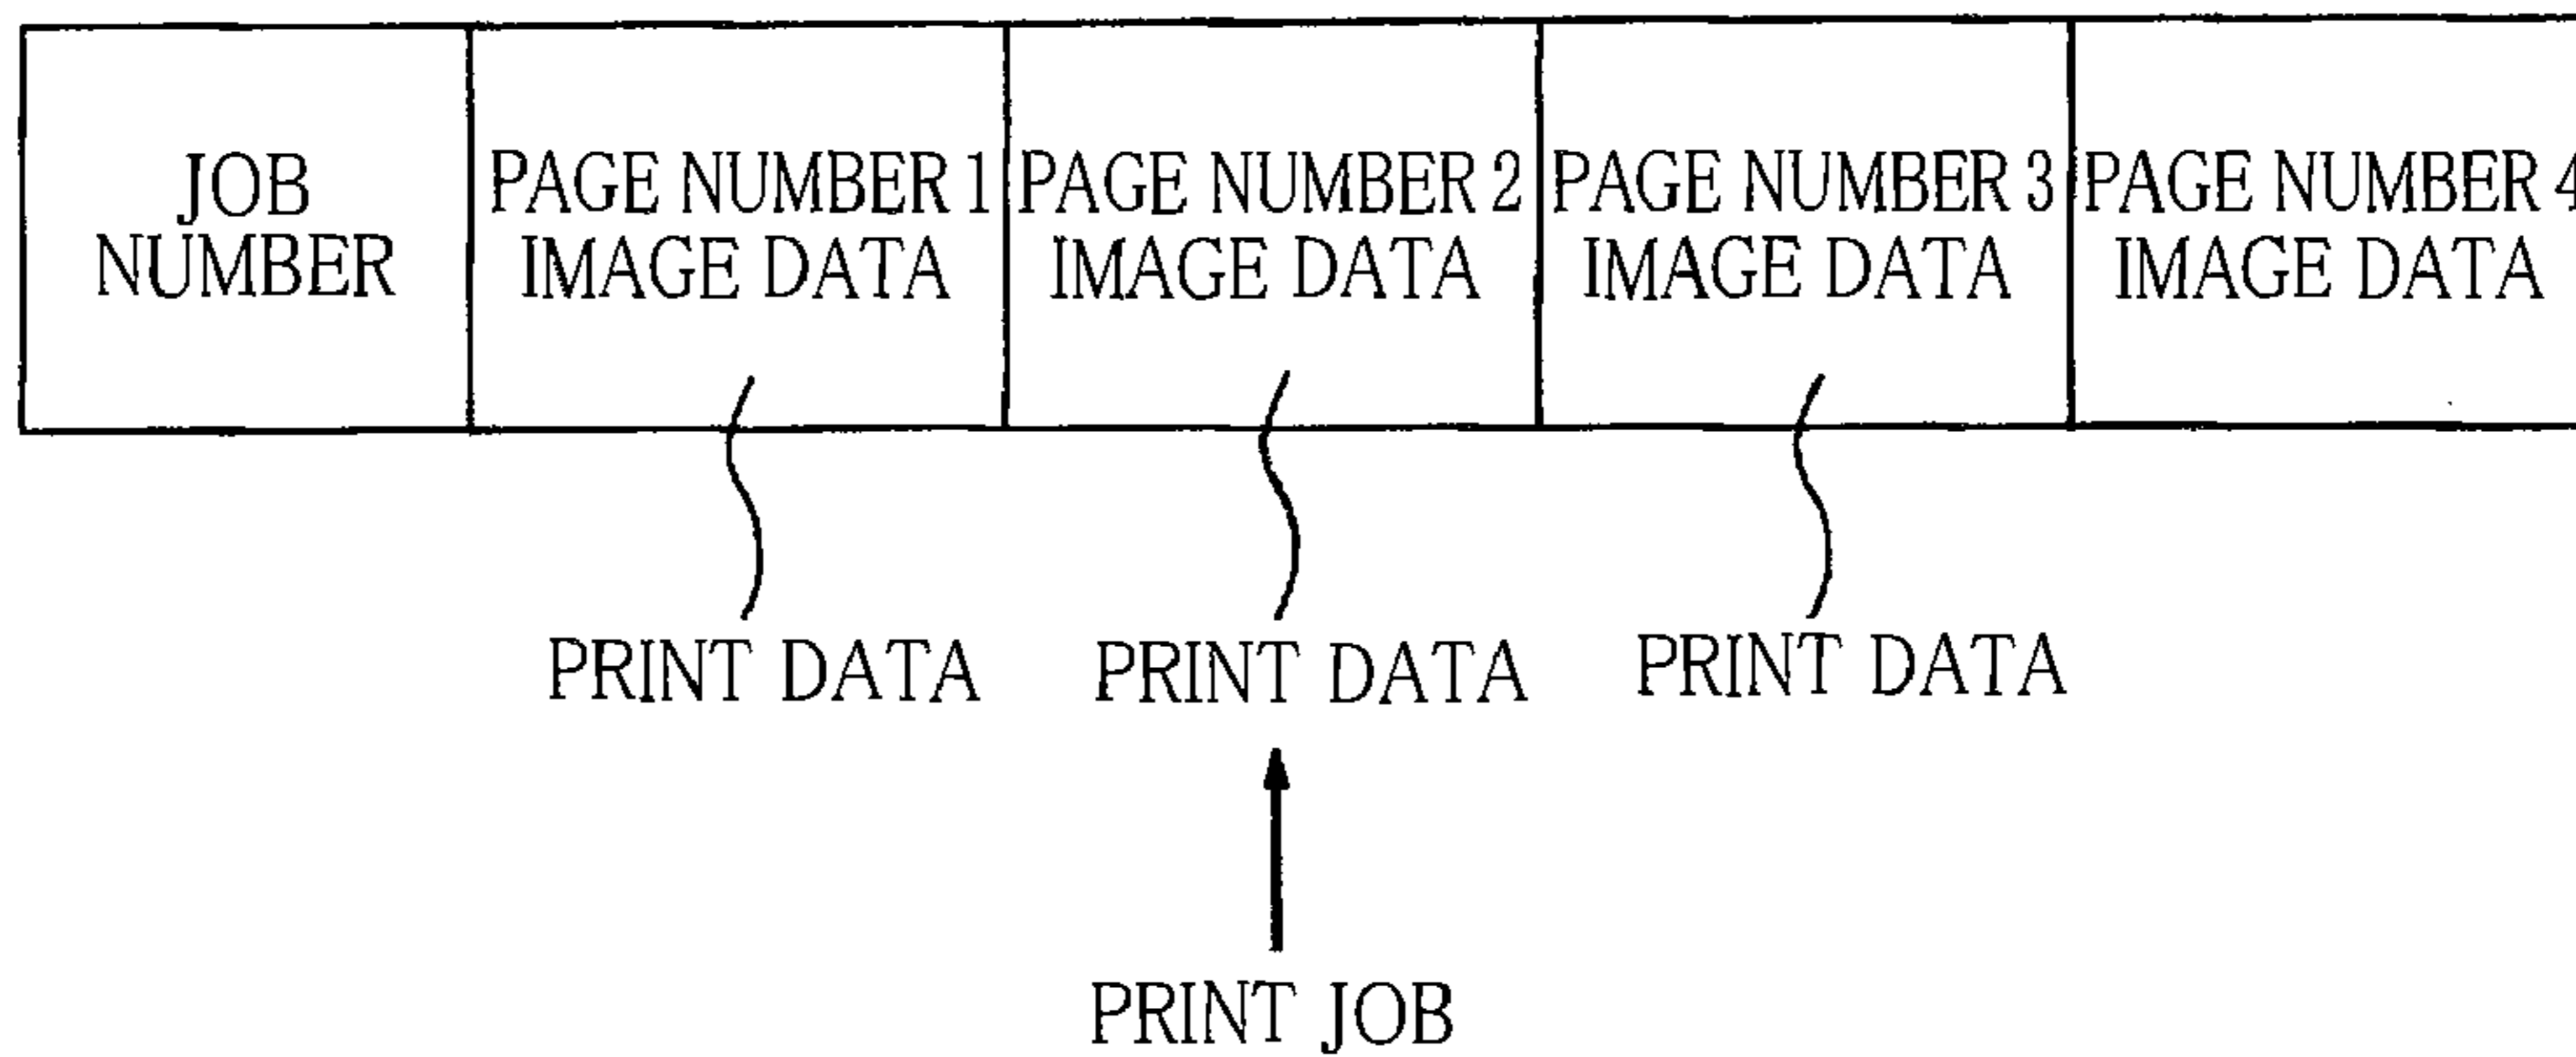 JOB
NUMBER
PAGE NUMBER 1
IMAGE DATA
PAGE NUMBER 2
IMAGE DATA
PAGE NUMBER 3
IMAGE DATA
PAGE NUMBER 4
IMAGE DATA
PRINT DATA
PRINT DATA
PRINT DATA
PRINT JOB